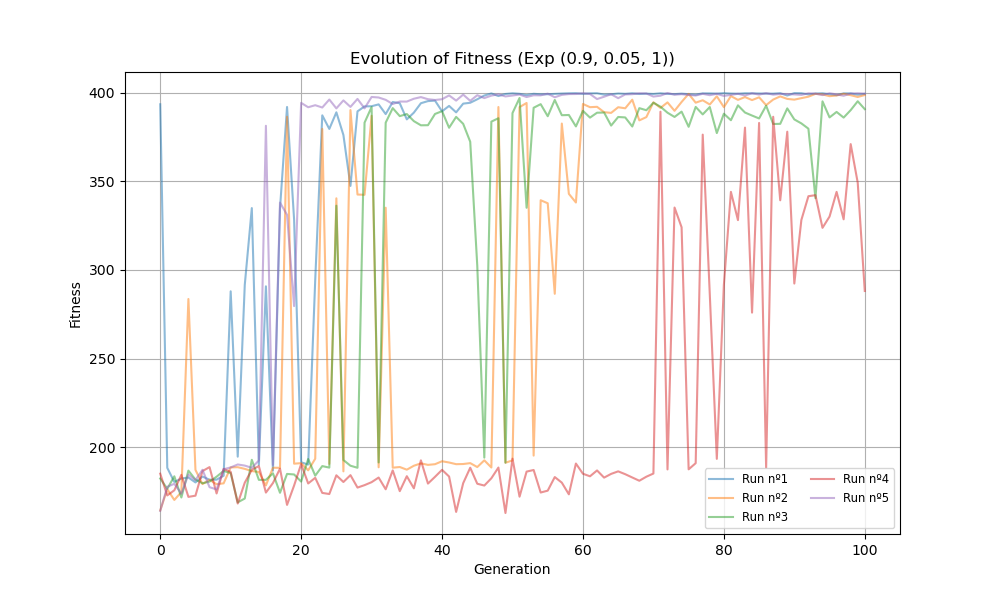 Evolution of Fitness (Exp (0.9, 0.05, 1))
Fitness
400
350
300
250
200
0 20 40 60 80 100
Generation
Run nº1
Run nº2
Run nº3
Run nº4
Run nº5